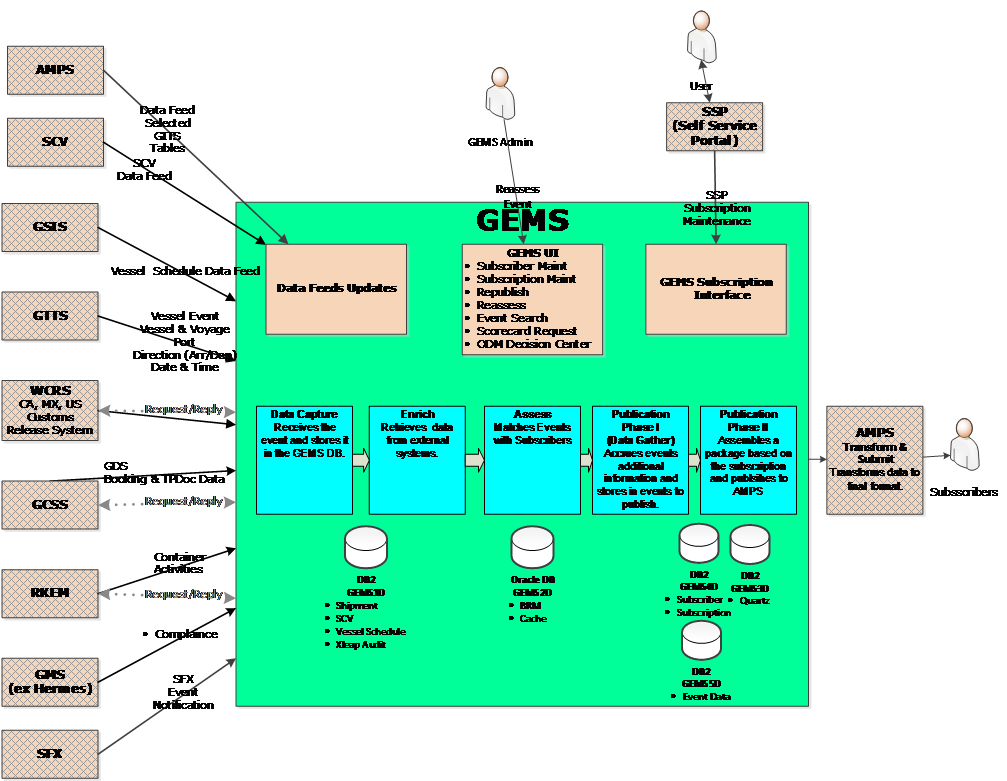 AMPS
SCV
GSIS
GTTS
WCRS
CA, MX, US
Customs
Release System
GCSS
RKEM
GMS
(ex Hermes)
SFX
Data Feed
Selected
GITS
Tables
SCV
Data Feed
Vessel Schedule Data Feed
Vessel Event
Vessel & Voyage
Port
Direction (Arr/Dep)
Date & Time
Request/Reply
GDS
Booking & TPDoc Data
Request/Reply
Container
Activities
Request/Reply
• Complaince
SFX
Event
Notification
GEMS Admin
Reassess
Event
User
SSP
(Self Service
Portal)
SSP
Subscription
Maintenance
GEMS
Data Feeds Updates
GEMS UI
• Subscriber Maint
• Subscription Maint
• Republish
• Reassess
• Event Search
• Scorecard Request
• ODM Decision Center
GEMS Subscription
Interface
Data Capture
Receives the
event and stores it
in the GEMS DB.
Enrich
Retrieves data
from external
systems.
Assess
Matches Events
with Subscribers
Publication
Phase I
(Data Gather)
Accrues events
additional
information and
stores in events to
publish.
Publication
Phase II
Assembles a
package based on
the subscription
and publsihes to
AMPS
AMPS
Transform &
Submit
Transforms data to
final format.
Subsscribers
DB2
GEMS1D
• Shipment
• SCV
• Vessel Schedule
• Xleap Audit
Oracle DB
GEMS2D
• BRM
• Cache
DB2
GEMS4D
• Subscriber
• Subscription
DB2
GEMS3D
• Quartz
DB2
GEMS5D
• Event Data